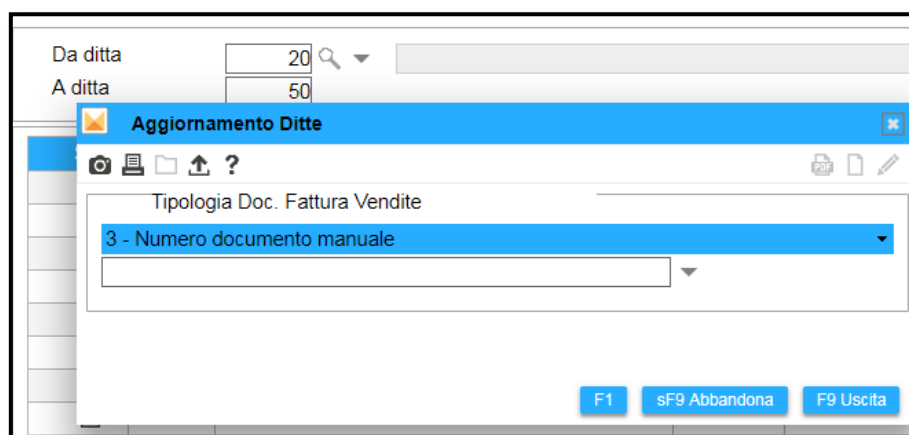 Da ditta 20
A ditta 50
Aggiornamento Ditte
?
PDF
Tipologia Doc. Fattura Vendite
3 - Numero documento manuale
F1 sF9 Abbandona F9 Uscita